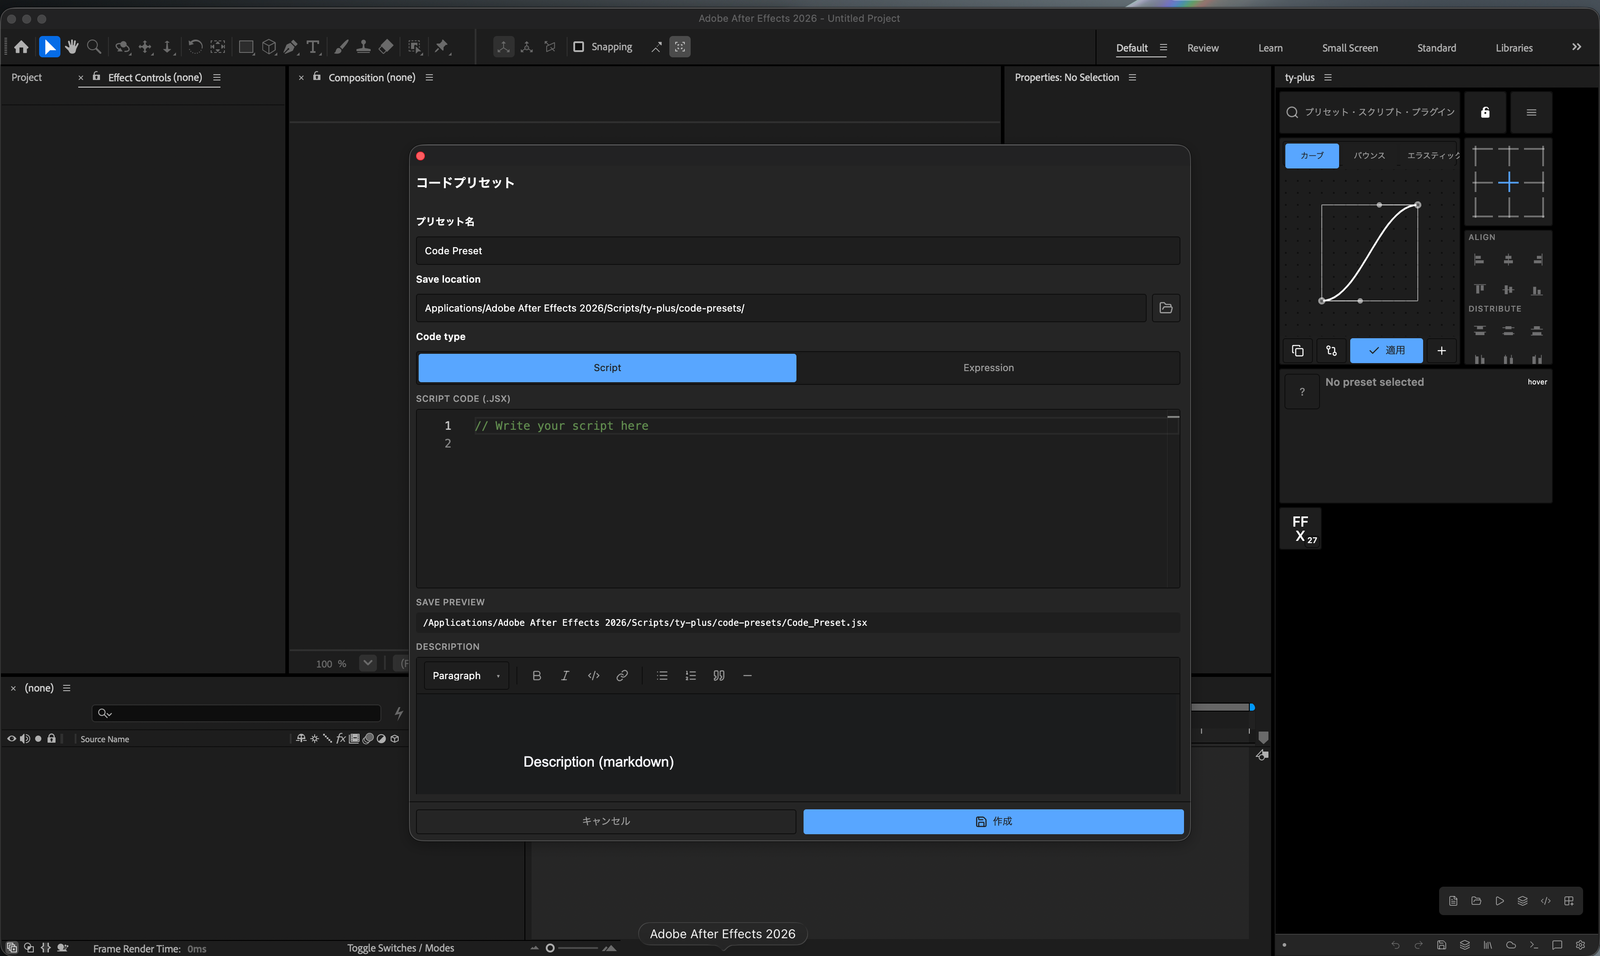 Adobe After Effects 2026 - Untitled Project
Snapping
Default
Review
Learn
Small Screen
Standard
Libraries
Project
Effect Controls (none)
Composition (none)
Properties: No Selection
ty-plus
プリセット・スクリプト・プラグイン
カーブ
バウンス
エラスティック
ALIGN
DISTRIBUTE
適用
No preset selected
hover
?
FF
X 27
コードプリセット
プリセット名
Code Preset
Save location
Applications/Adobe After Effects 2026/Scripts/ty-plus/code-presets/
Code type
Script
Expression
SCRIPT CODE (.JSX)
1 // Write your script here
2
SAVE PREVIEW
/Applications/Adobe After Effects 2026/Scripts/ty-plus/code-presets/Code_Preset.jsx
DESCRIPTION
Paragraph
Description (markdown)
キャンセル
作成
100 %
(none)
Source Name
Frame Render Time: 0ms
Toggle Switches / Modes
Adobe After Effects 2026